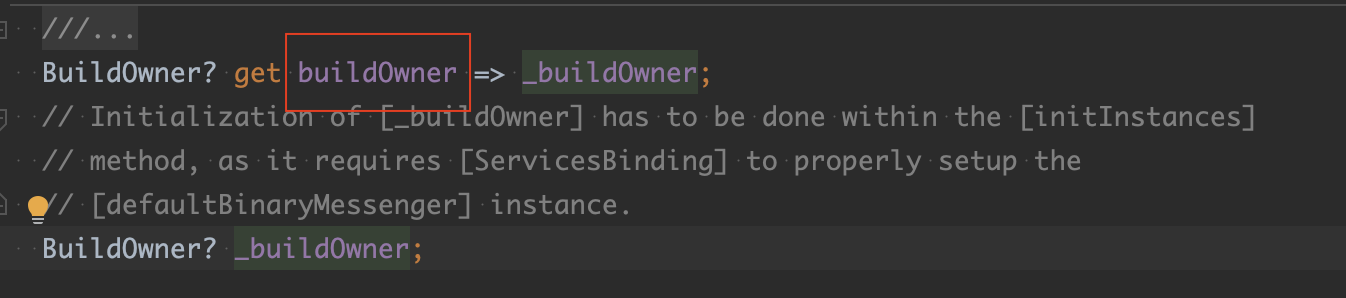 ///...
BuildOwner? get buildOwner => _buildOwner;
// Initialization of [_buildOwner] has to be done within the [initInstances]
// method, as it requires [ServicesBinding] to properly setup the
// [defaultBinaryMessenger] instance.
BuildOwner? _buildOwner;